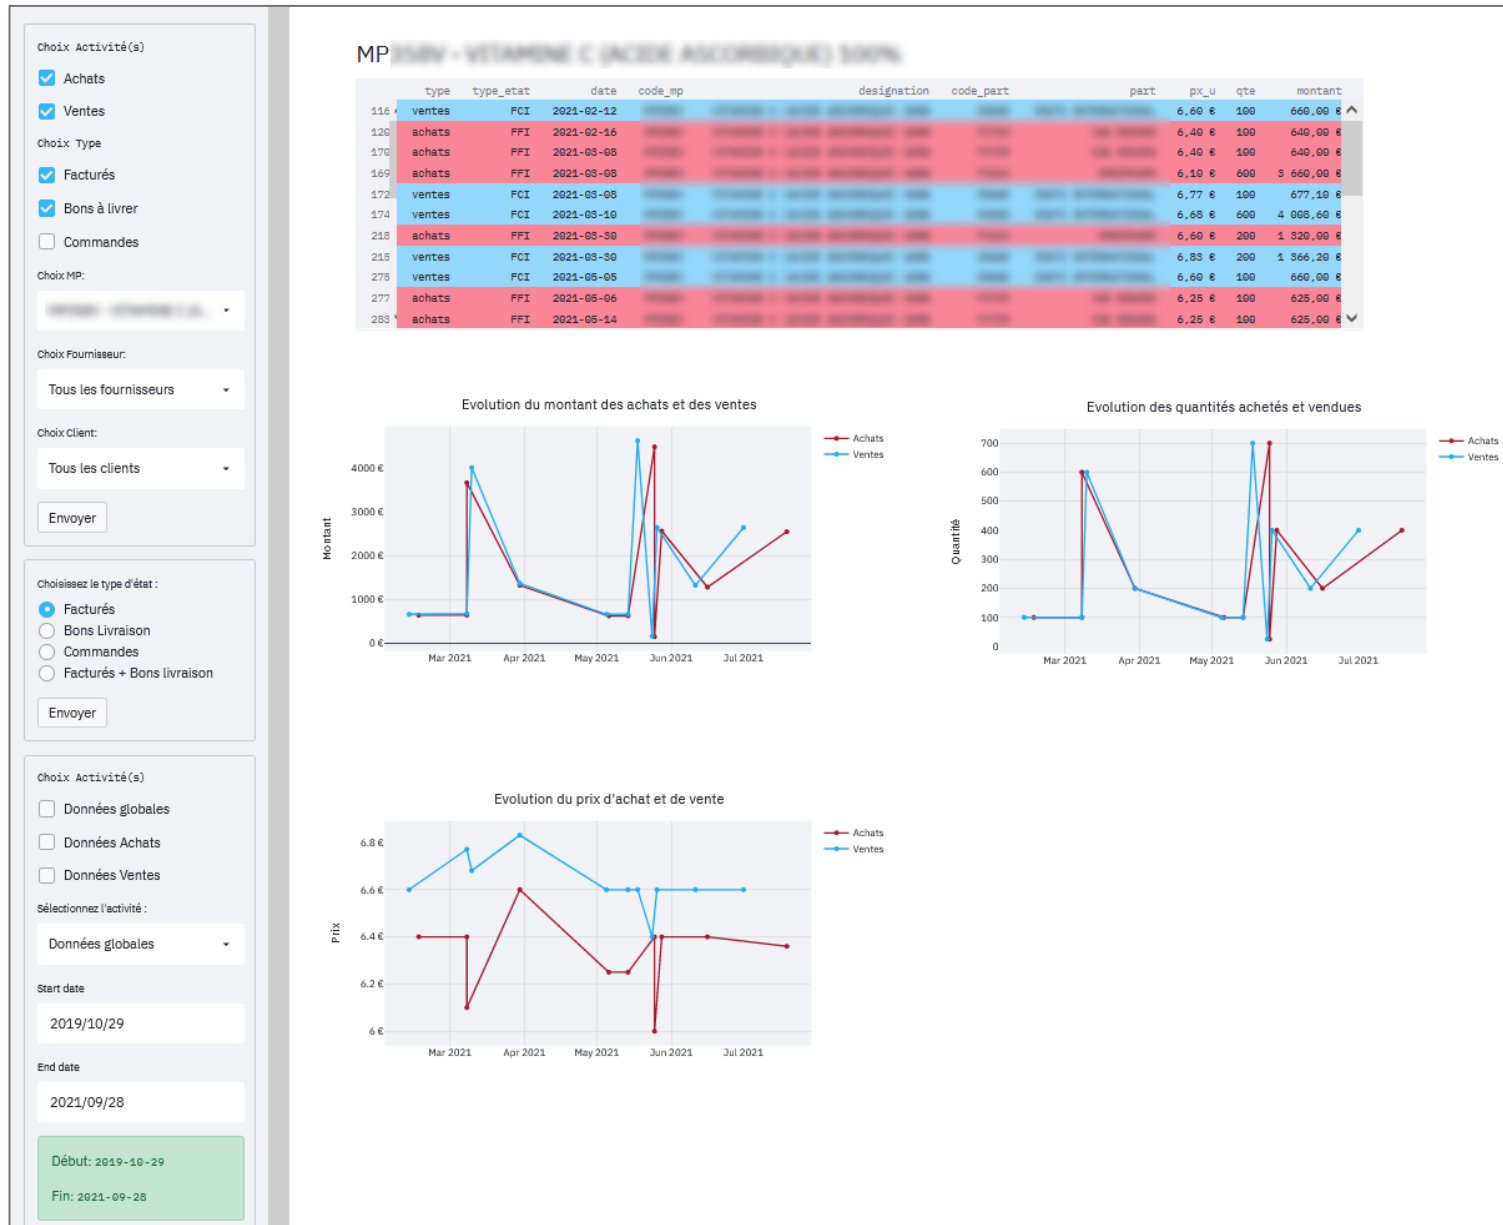 Choix Activité(s)
Achats
Ventes
Choix Type
Facturés
Bons à livrer
Commandes
Choix MP:
Choix Fournisseur:
Tous les fournisseurs
Choix Client:
Tous les clients
Envoyer
Choisissez le type d'état :
Facturés
Bons Livraison
Commandes
Facturés + Bons livraison
Envoyer
Choix Activité(s)
Données globales
Données Achats
Données Ventes
Sélectionnez l'activité :
Données globales
Start date
2019/10/29
End date
2021/09/28
Début: 2019-10-29
Fin: 2021-09-28
MP358V - VITAMINE C (ACIDE ASCORBIQUE) 100%
type type_etat date code_mp designation code_part part px_u qte montant
116 ventes FCI 2021-02-12 6,60 € 100 660,00 €
120 achats FFI 2021-02-16 6,40 € 100 640,00 €
170 achats FFI 2021-03-08 6,40 € 100 640,00 €
169 achats FFI 2021-03-08 6,10 € 600 3 660,00 €
172 ventes FCI 2021-03-08 6,77 € 100 677,10 €
174 ventes FCI 2021-03-10 6,68 € 600 4 008,60 €
218 achats FFI 2021-03-30 6,60 € 200 1 320,00 €
215 ventes FCI 2021-03-30 6,83 € 200 1 366,20 €
275 ventes FCI 2021-05-05 6,60 € 100 660,00 €
277 achats FFI 2021-05-06 6,25 € 100 625,00 €
283 achats FFI 2021-05-14 6,25 € 100 625,00 €
Evolution du montant des achats et des ventes
Achats
Ventes
Montant
4000 €
3000 €
2000 €
1000 €
0 €
Mar 2021 Apr 2021 May 2021 Jun 2021 Jul 2021
Evolution des quantités achetés et vendues
Achats
Ventes
Quantité
700
600
500
400
300
200
100
0
Mar 2021 Apr 2021 May 2021 Jun 2021 Jul 2021
Evolution du prix d'achat et de vente
Achats
Ventes
Prix
6.8 €
6.6 €
6.4 €
6.2 €
6 €
Mar 2021 Apr 2021 May 2021 Jun 2021 Jul 2021